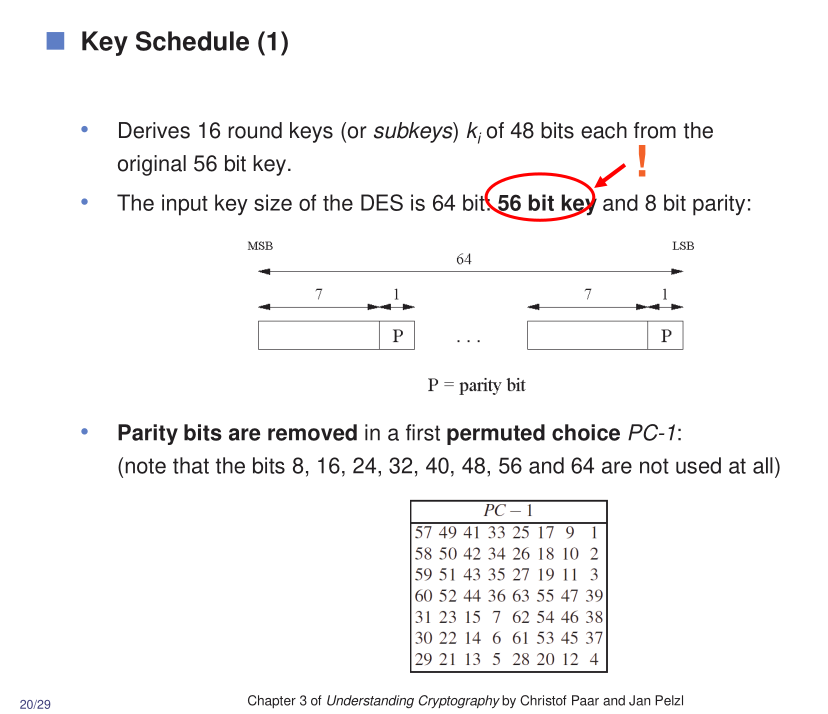 Key Schedule (1)
• Derives 16 round keys (or subkeys) ki of 48 bits each from the
original 56 bit key.
!
• The input key size of the DES is 64 bit: 56 bit key and 8 bit parity:
MSB LSB
64
7 1 7 1
P . . . P
P = parity bit
• Parity bits are removed in a first permuted choice PC-1:
(note that the bits 8, 16, 24, 32, 40, 48, 56 and 64 are not used at all)
PC – 1
57 49 41 33 25 17 9 1
58 50 42 34 26 18 10 2
59 51 43 35 27 19 11 3
60 52 44 36 63 55 47 39
31 23 15 7 62 54 46 38
30 22 14 6 61 53 45 37
29 21 13 5 28 20 12 4
20/29 Chapter 3 of Understanding Cryptography by Christof Paar and Jan Pelzl